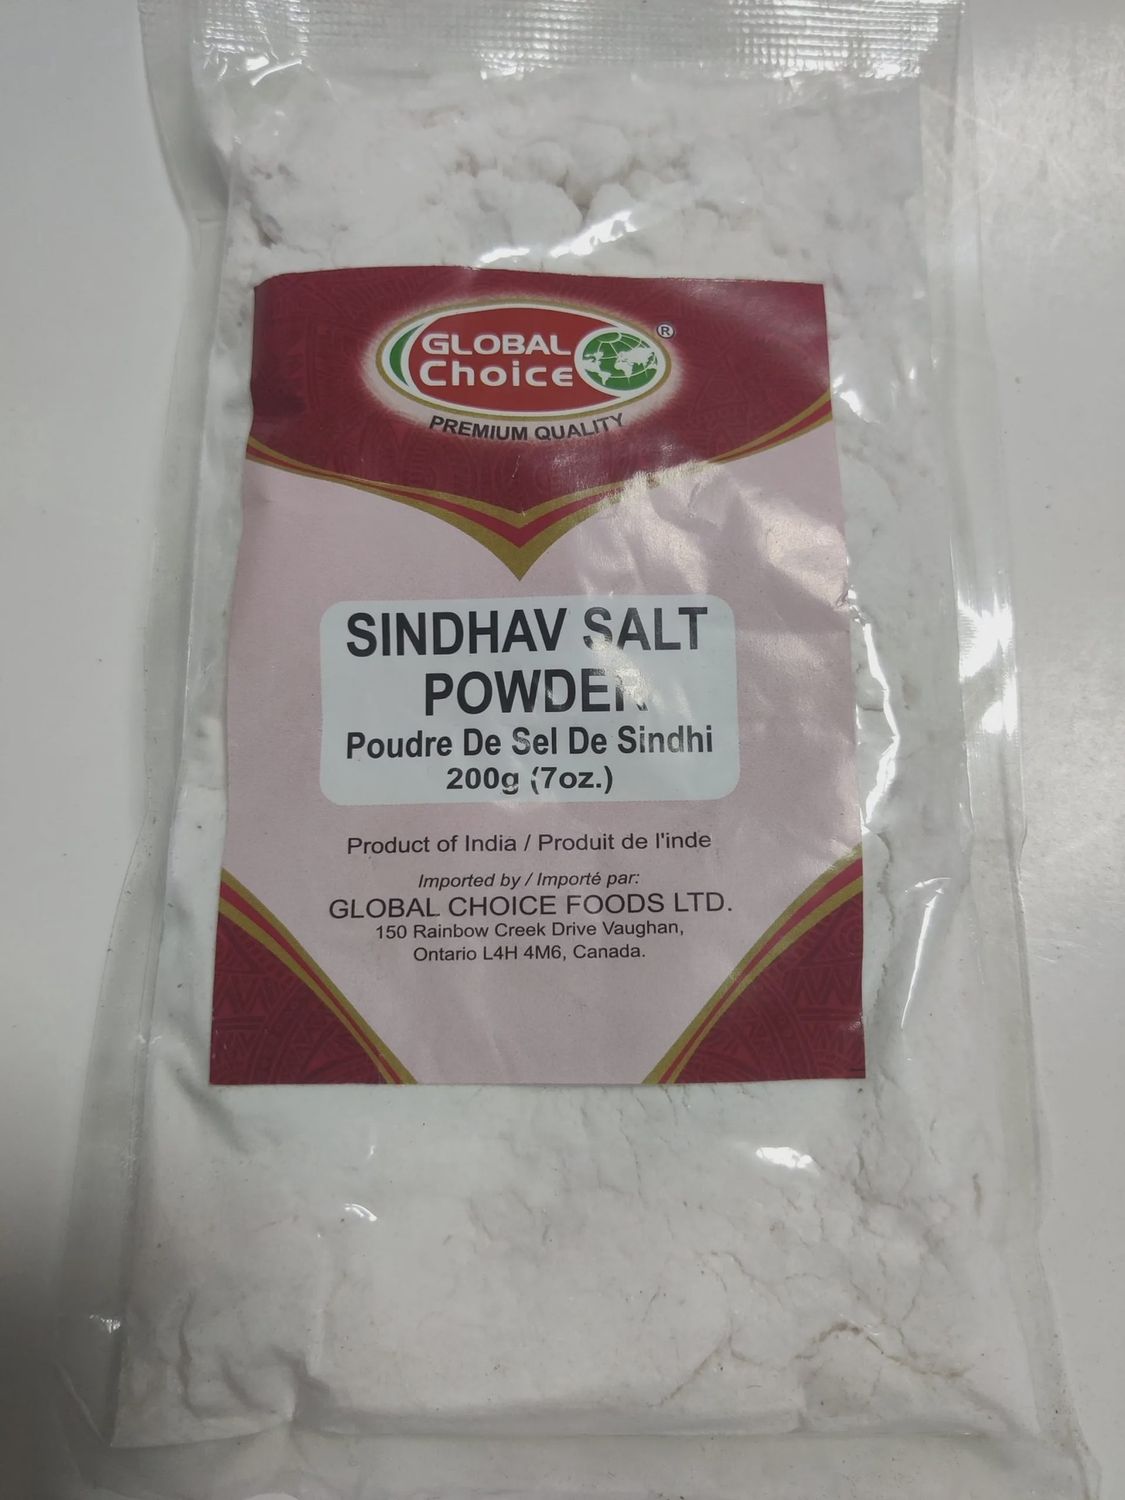 GLOBAL
Choice
®
PREMIUM QUALITY
SINDHAV SALT
POWDER
Poudre De Sel De Sindhi
200g (7oz.)
Product of India / Produit de l'inde
Imported by / Importé par:
GLOBAL CHOICE FOODS LTD.
150 Rainbow Creek Drive Vaughan,
Ontario L4H 4M6, Canada.